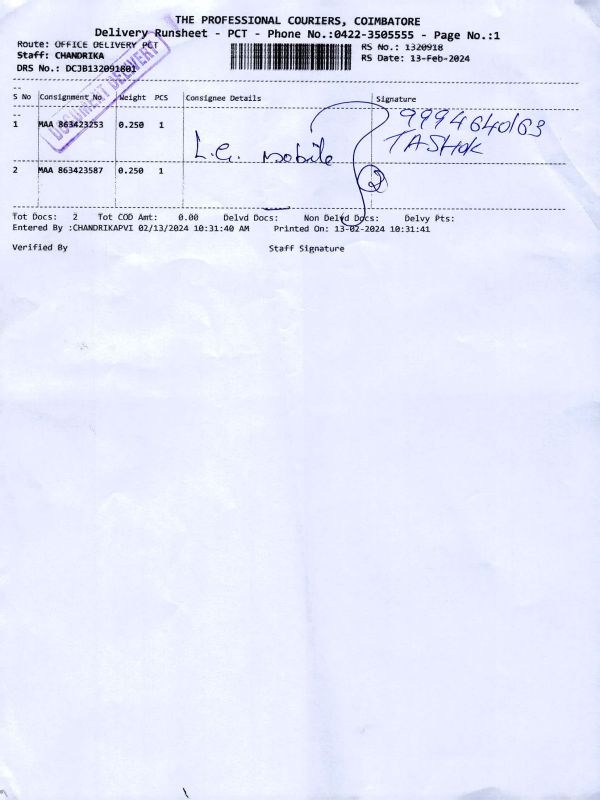 THE PROFESSIONAL COURIERS, COIMBATORE
Delivery Runsheet - PCT - Phone No.:0422-3505555 - Page No.:1
Route: OFFICE DELIVERY PCT
RS No.: 1320918
Staff: CHANDRIKA
RS Date: 13-Feb-2024
DRS No.: DCJB132091801
DOCUMENT DELIVERY
S No Consignment No Weight PCS Consignee Details Signature
1 MAA 863423253 0.250 1
9994640163
TASHOK
L.G. mobile
2 MAA 863423587 0.250 1
2
Tot Docs: 2 Tot COD Amt: 0.00 Delvd Docs: Non Delvd Docs: Delvy Pts:
Entered By :CHANDRIKAPVI 02/13/2024 10:31:40 AM Printed On: 13-02-2024 10:31:41
Verified By Staff Signature